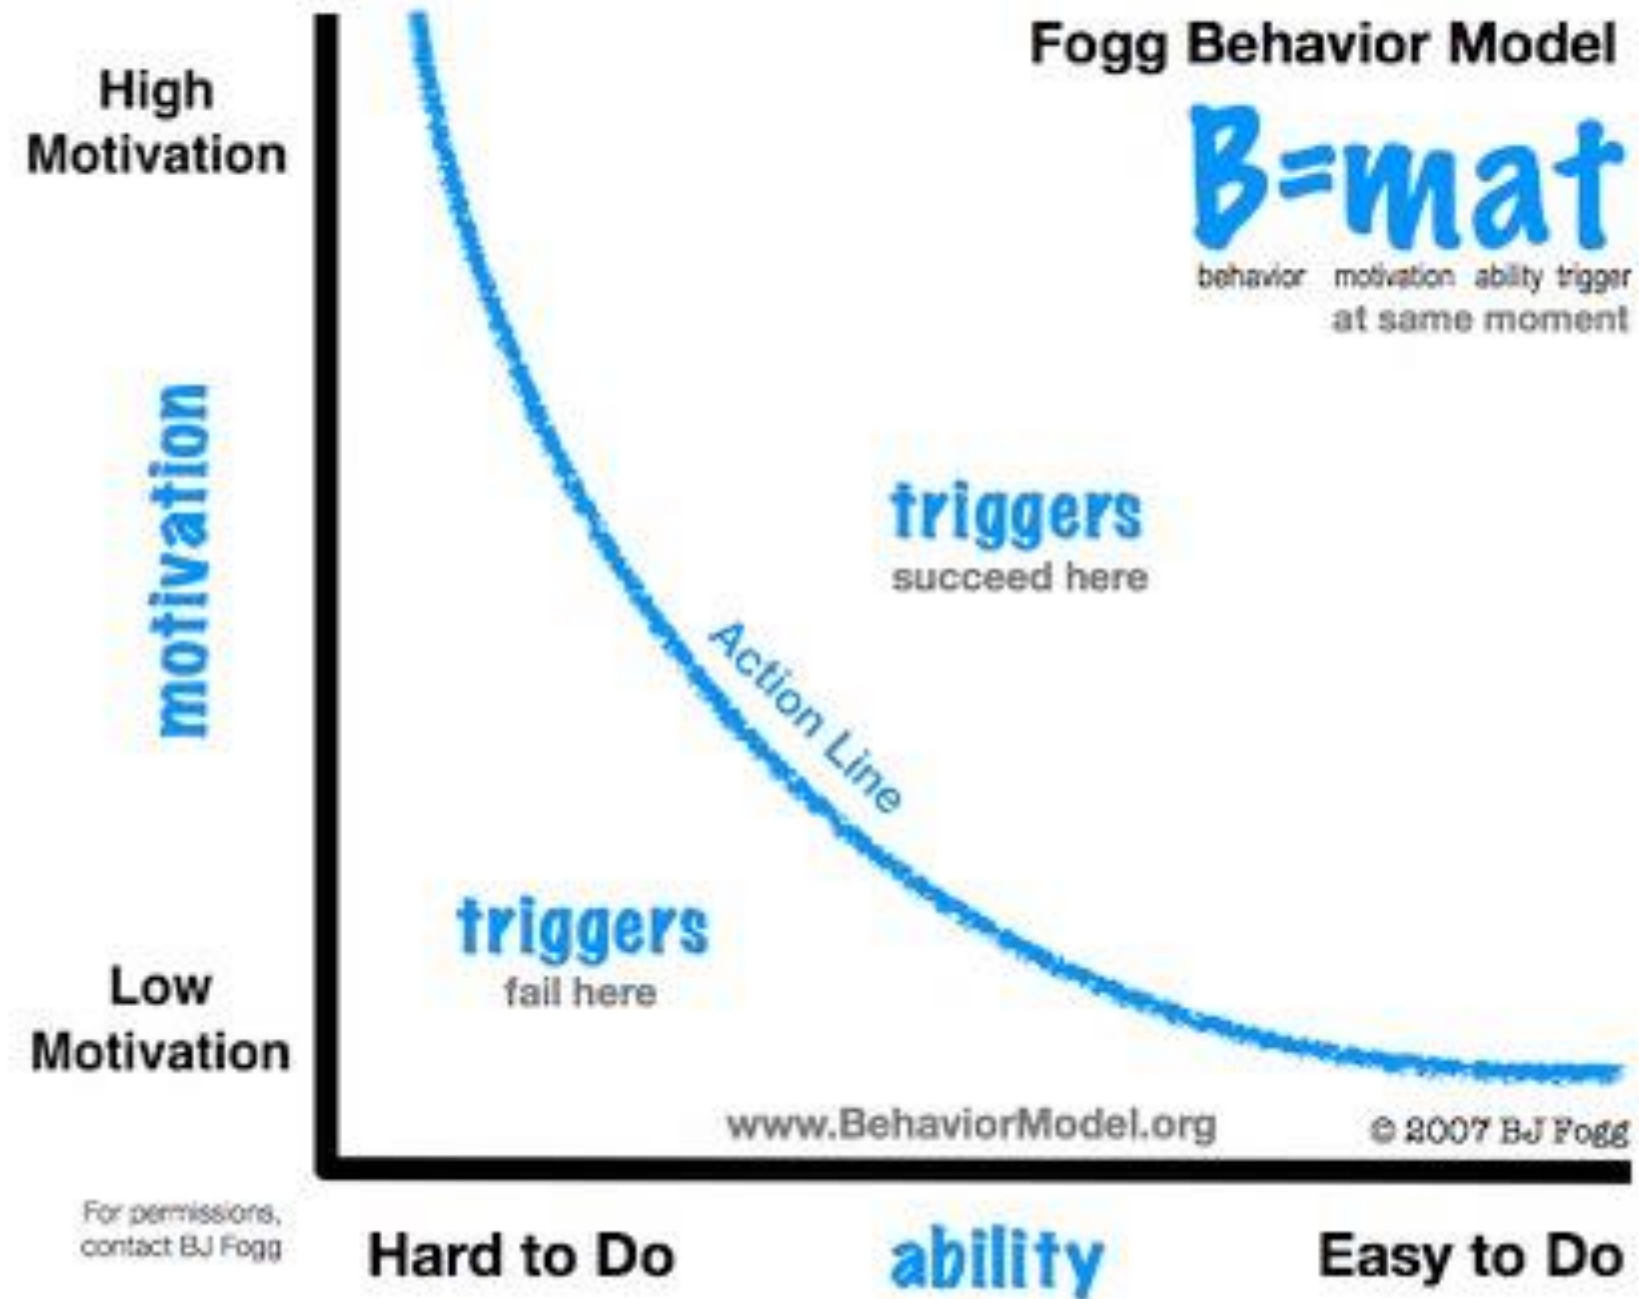 Fogg Behavior Model
B=mat
behavior motivation ability trigger
at same moment
High
Motivation
motivation
triggers
succeed here
Action Line
triggers
fail here
Low
Motivation
www.BehaviorModel.org
© 2007 BJ Fogg
For permissions,
contact BJ Fogg
Hard to Do
ability
Easy to Do